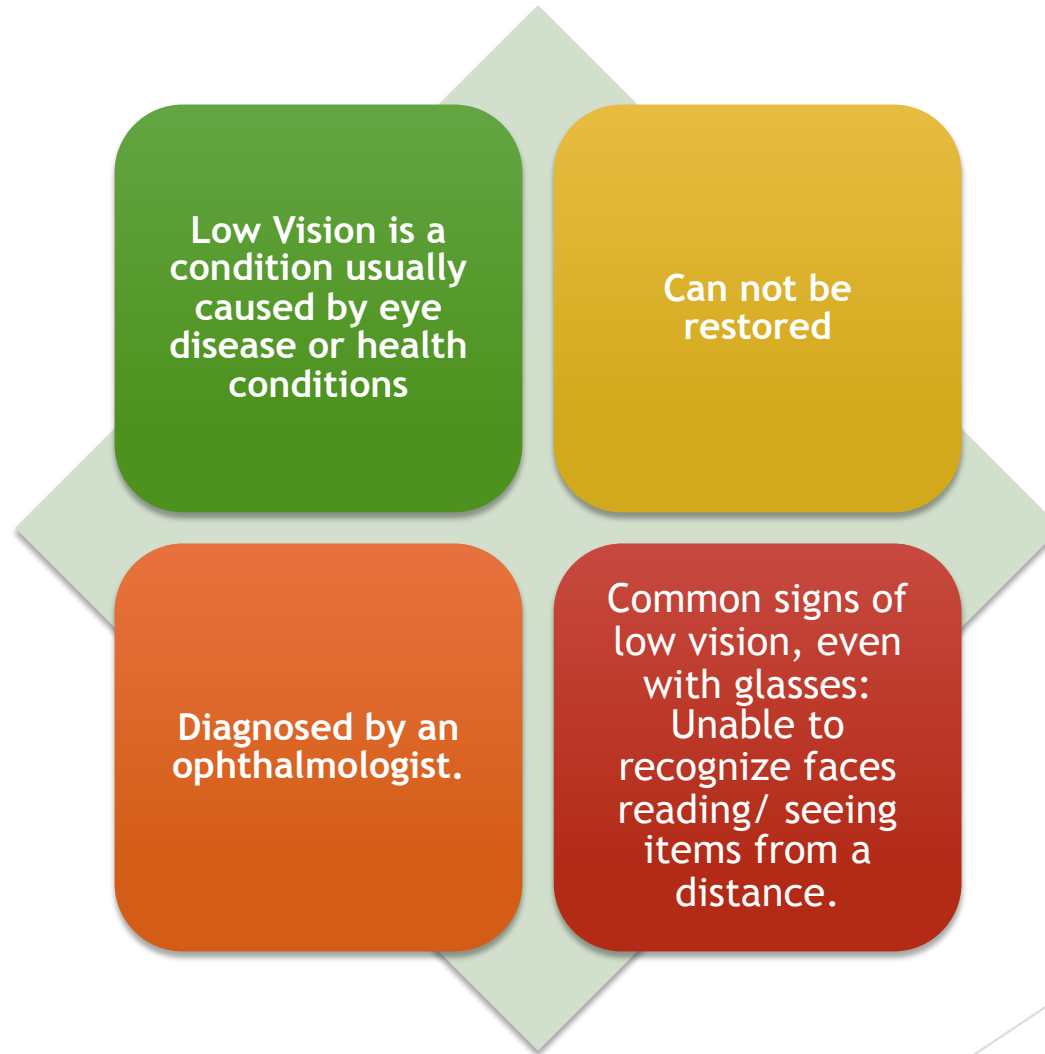 Low Vision is a
condition usually
caused by eye
disease or health
conditions
Can not be
restored
Diagnosed by an
ophthalmologist.
Common signs of
low vision, even
with glasses:
Unable to
recognize faces
reading/ seeing
items from a
distance.